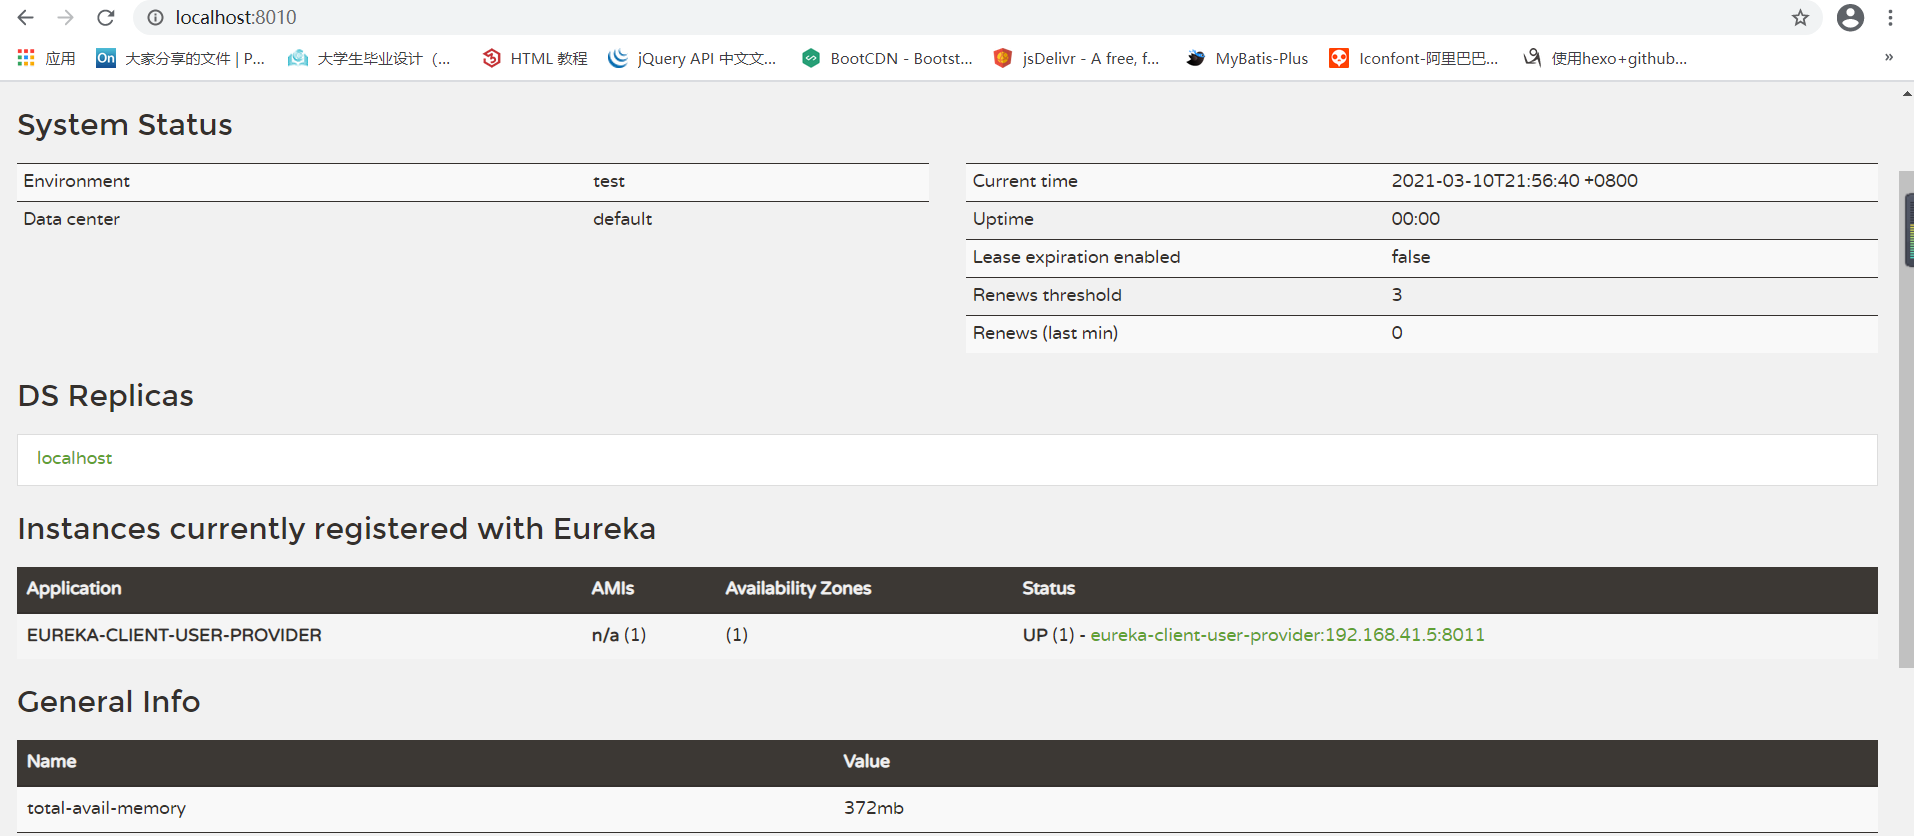 localhost:8010
应用 On 大家分享的文件 | P... 大学生毕业设计（... HTML 教程 jQuery API 中文文... BootCDN - Bootst... jsDelivr - A free, f... MyBatis-Plus Iconfont-阿里巴巴... 使用hexo+github... »
System Status
Environment test
Data center default
Current time 2021-03-10T21:56:40 +0800
Uptime 00:00
Lease expiration enabled false
Renews threshold 3
Renews (last min) 0
DS Replicas
localhost
Instances currently registered with Eureka
Application AMIs Availability Zones Status
EUREKA-CLIENT-USER-PROVIDER n/a (1) (1) UP (1) - eureka-client-user-provider:192.168.41.5:8011
General Info
Name Value
total-avail-memory 372mb